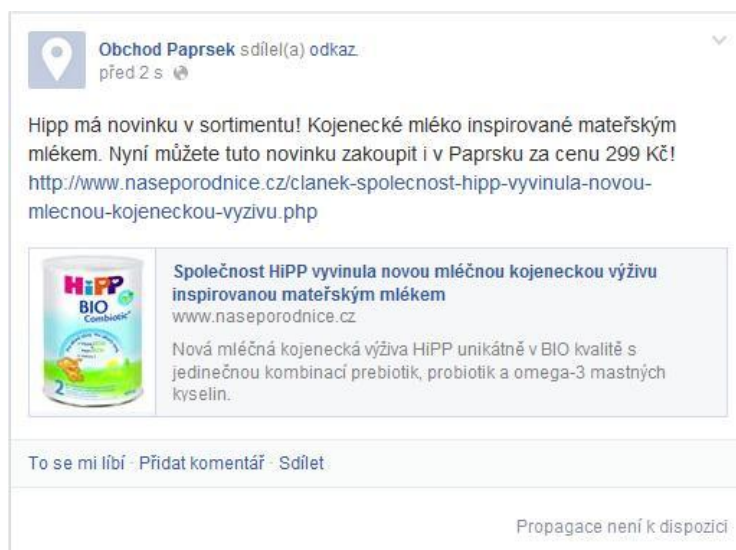 Obchod Paprsek sdílel(a) odkaz.
před 2 s
Hipp má novinku v sortimentu! Kojenecké mléko inspirované mateřským
mlékem. Nyní můžete tuto novinku zakoupit i v Paprsku za cenu 299 Kč!
http://www.naseporodnice.cz/clanek-spolecnost-hipp-vyvinula-novou-
mlecnou-kojeneckou-vyzivu.php
HiPP
BIO
Combiotic
2
Společnost HiPP vyvinula novou mléčnou kojeneckou výživu
inspirovanou mateřským mlékem
www.naseporodnice.cz
Nová mléčná kojenecká výživa HiPP unikátně v BIO kvalitě s
jedinečnou kombinací prebiotik, probiotik a omega-3 mastných
kyselin.
To se mi líbí · Přidat komentář · Sdílet
Propagace není k dispozici